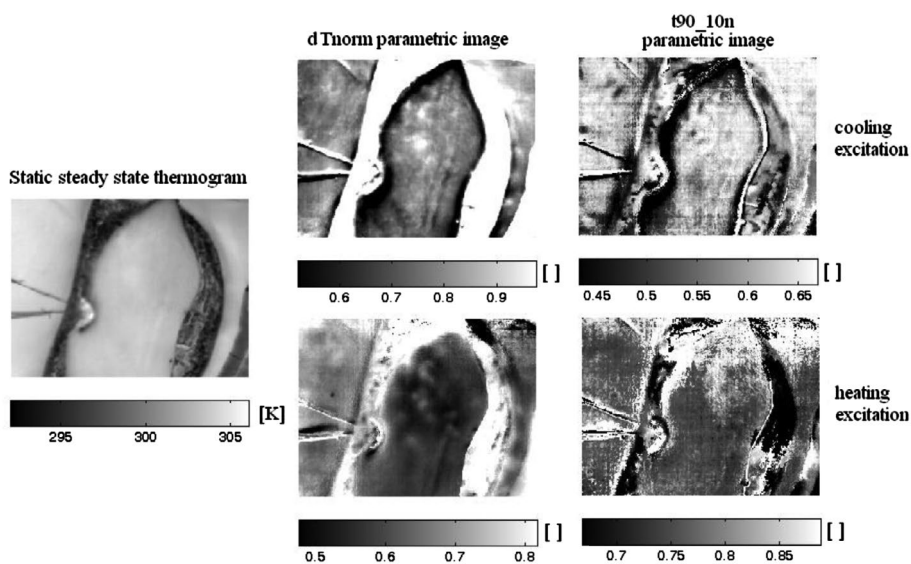 d Tnorm parametric image
t90_10n
parametric image
cooling
excitation
Static steady state thermogram
[ ]
0.6 0.7 0.8 0.9
[ ]
0.45 0.5 0.55 0.6 0.65
[K]
295 300 305
heating
excitation
[ ]
0.5 0.6 0.7 0.8
[ ]
0.7 0.75 0.8 0.85